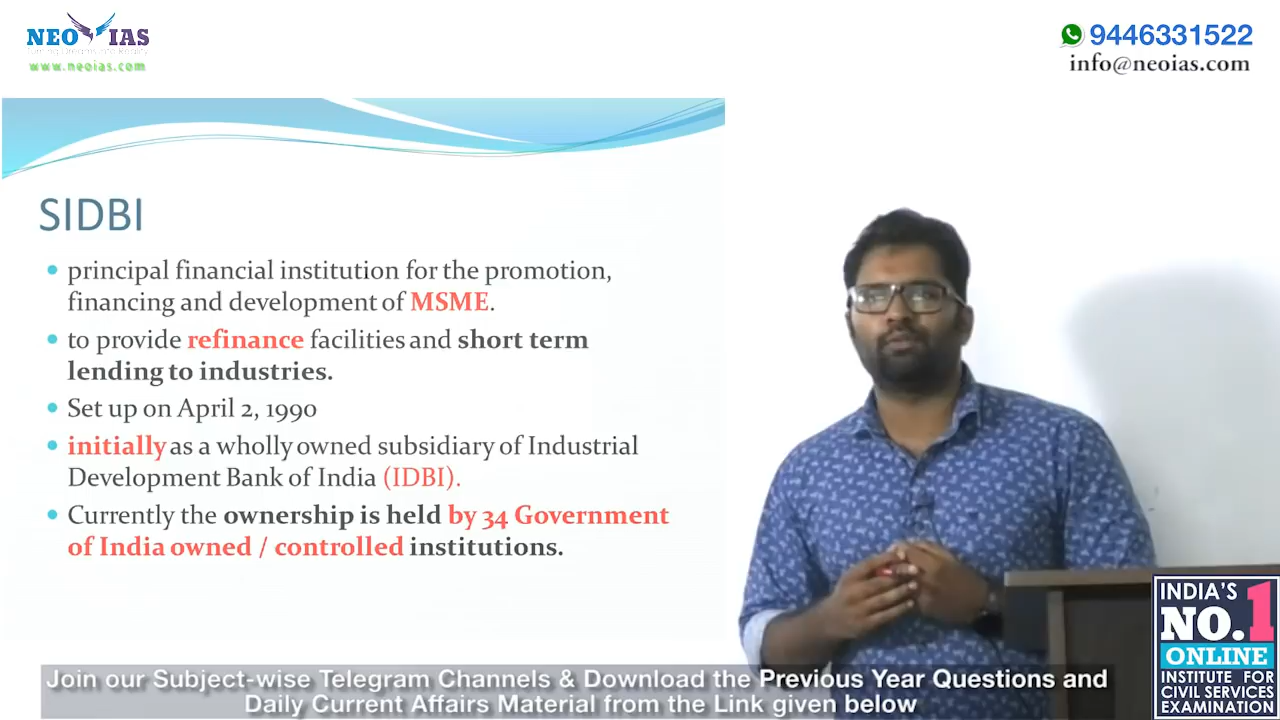 NEO IAS
Turning Dreams into Reality
www.neoias.com
9446331522
info@neoias.com
SIDBI
principal financial institution for the promotion,
financing and development of MSME.
to provide refinance facilities and short term
lending to industries.
Set up on April 2, 1990
initially as a wholly owned subsidiary of Industrial
Development Bank of India (IDBI).
Currently the ownership is held by 34 Government
of India owned / controlled institutions.
INDIA'S
NO.1
ONLINE
INSTITUTE FOR
CIVIL SERVICES
EXAMINATION
Join our Subject-wise Telegram Channels & Download the Previous Year Questions and
Daily Current Affairs Material from the Link given below